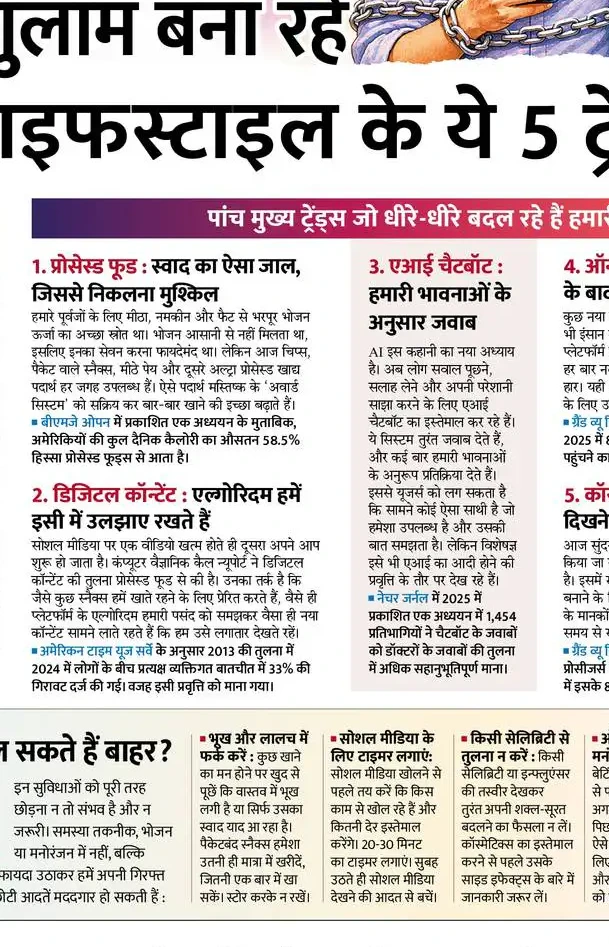 गुलाम बना रहे
इफस्टाइल के ये 5
पांच मुख्य ट्रेंड्स जो धीरे-धीरे बदल रहे हैं
1. प्रोसेस्ड फूड : स्वाद का ऐसा जाल,
जिससे निकलना मुश्किल
हमारे पूर्वजों के लिए मीठा, नमकीन और फैट से भरपूर भोजन
ऊर्जा का अच्छा स्रोत था। भोजन आसानी से नहीं मिलता था,
इसलिए इनका सेवन करना फायदेमंद था। लेकिन आज चिप्स,
पैकेट वाले स्नैक्स, मीठे पेय और दूसरे अल्ट्रा प्रोसेस्ड खाद्य
पदार्थ हर जगह उपलब्ध हैं। ऐसे पदार्थ मस्तिष्क के 'अवार्ड
सिस्टम' को सक्रिय कर बार-बार खाने की इच्छा बढ़ाते हैं।
▪ बीएमजे ओपन में प्रकाशित एक अध्ययन के मुताबिक,
अमेरिकियों की कुल दैनिक कैलोरी का औसतन 58.5%
हिस्सा प्रोसेस्ड फूड्स से आता है।
2. डिजिटल कॉन्टेंट : एल्गोरिदम हमें
इसी में उलझाए रखते हैं
सोशल मीडिया पर एक वीडियो खत्म होते ही दूसरा अपने आप
शुरू हो जाता है। कंप्यूटर वैज्ञानिक कैल न्यूपोर्ट ने डिजिटल
कॉन्टेंट की तुलना प्रोसेस्ड फूड से की है। उनका तर्क है कि
जैसे कुछ स्नैक्स हमें खाते रहने के लिए प्रेरित करते हैं, वैसे ही
प्लेटफॉर्म के एल्गोरिदम हमारी पसंद को समझकर वैसा ही नया
कॉन्टेंट सामने लाते रहते हैं कि हम उसे लगातार देखते रहें।
▪ अमेरिकन टाइम यूज सर्वे के अनुसार 2013 की तुलना में
2024 में लोगों के बीच प्रत्यक्ष व्यक्तिगत बातचीत में 33% की
गिरावट दर्ज की गई। वजह इसी प्रवृत्ति को माना गया।
3. एआई चैटबॉट :
हमारी भावनाओं के
अनुसार जवाब
AI इस कहानी का नया अध्याय
है। अब लोग सवाल पूछने,
सलाह लेने और अपनी परेशानी
साझा करने के लिए एआई
चैटबॉट का इस्तेमाल कर रहे हैं।
ये सिस्टम तुरंत जवाब देते हैं,
और कई बार हमारी भावनाओं
के अनुरूप प्रतिक्रिया देते हैं।
इससे यूजर्स को लग सकता है
कि सामने कोई ऐसा साथी है जो
हमेशा उपलब्ध है और उसकी
बात समझता है। लेकिन विशेषज्ञ
इसे भी एआई का आदी होने की
प्रवृत्ति के तौर पर देख रहे हैं।
▪ नेचर जर्नल में 2025 में
प्रकाशित एक अध्ययन में 1,454
प्रतिभागियों ने चैटबॉट के जवाबों
को डॉक्टरों के जवाबों की तुलना
में अधिक सहानुभूतिपूर्ण माना।
4.
के
कुछ नया
भी इंसान
प्लेटफॉर्म
हर बार
हार। यही
के लिए
▪ ग्रैंड व्यू
2025 में
पहुंचने का
5.
दिखने
आज सुंद
किया जा
है। इसमें
बनाने के
के मानकों
समय से
▪ ग्रैंड व्यू
प्रोसीजर्स
में इसके
सकते हैं बाहर?
इन सुविधाओं को पूरी तरह
छोड़ना न तो संभव है और न
जरूरी। समस्या तकनीक, भोजन
या मनोरंजन में नहीं, बल्कि
फायदा उठाकर हमें अपनी गिरफ्त
आदतें मददगार हो सकती हैं :
▪ भूख और लालच में
फर्क करें : कुछ खाने
का मन होने पर खुद से
पूछें कि वास्तव में भूख
लगी है या सिर्फ उसका
स्वाद याद आ रहा है।
पैकेटबंद स्नैक्स हमेशा
उतनी ही मात्रा में खरीदें,
जितनी एक बार में खा
सकें। स्टोर करके न रखें।
▪ सोशल मीडिया के
लिए टाइमर लगाएं:
सोशल मीडिया खोलने से
पहले तय करें कि किस
काम से खोल रहे हैं और
कितनी देर इस्तेमाल
करेंगे। 20-30 मिनट
का टाइमर लगाएं। सुबह
उठते ही सोशल मीडिया
देखने की आदत से बचें।
▪ किसी सेलिब्रिटी से
तुलना न करें : किसी
सेलिब्रिटी या इन्फ्लुएंसर
की तस्वीर देखकर
तुरंत अपनी शक्ल-सूरत
बदलने का फैसला न लें।
कॉस्मेटिक्स का इस्तेमाल
करने से पहले उसके
साइड इफेक्ट्स के बारे में
जानकारी जरूर लें।